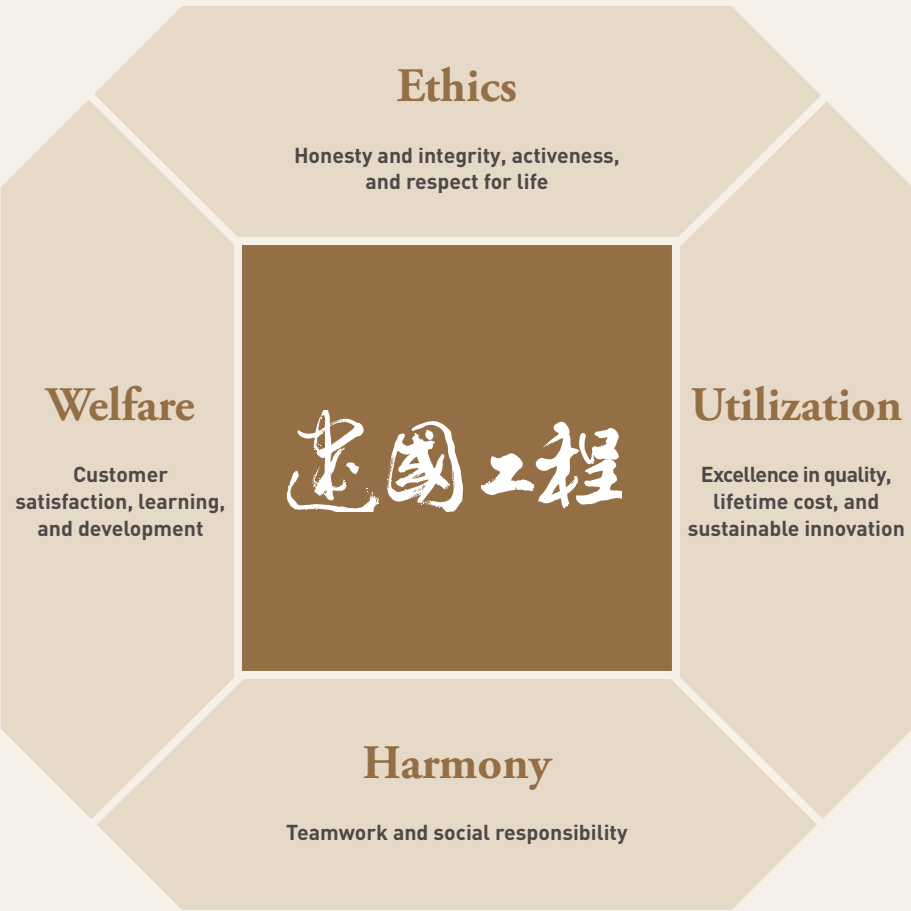 Ethics
Honesty and integrity, activeness,
and respect for life
Welfare
Customer
satisfaction, learning,
and development
建國工程
Utilization
Excellence in quality,
lifetime cost, and
sustainable innovation
Harmony
Teamwork and social responsibility